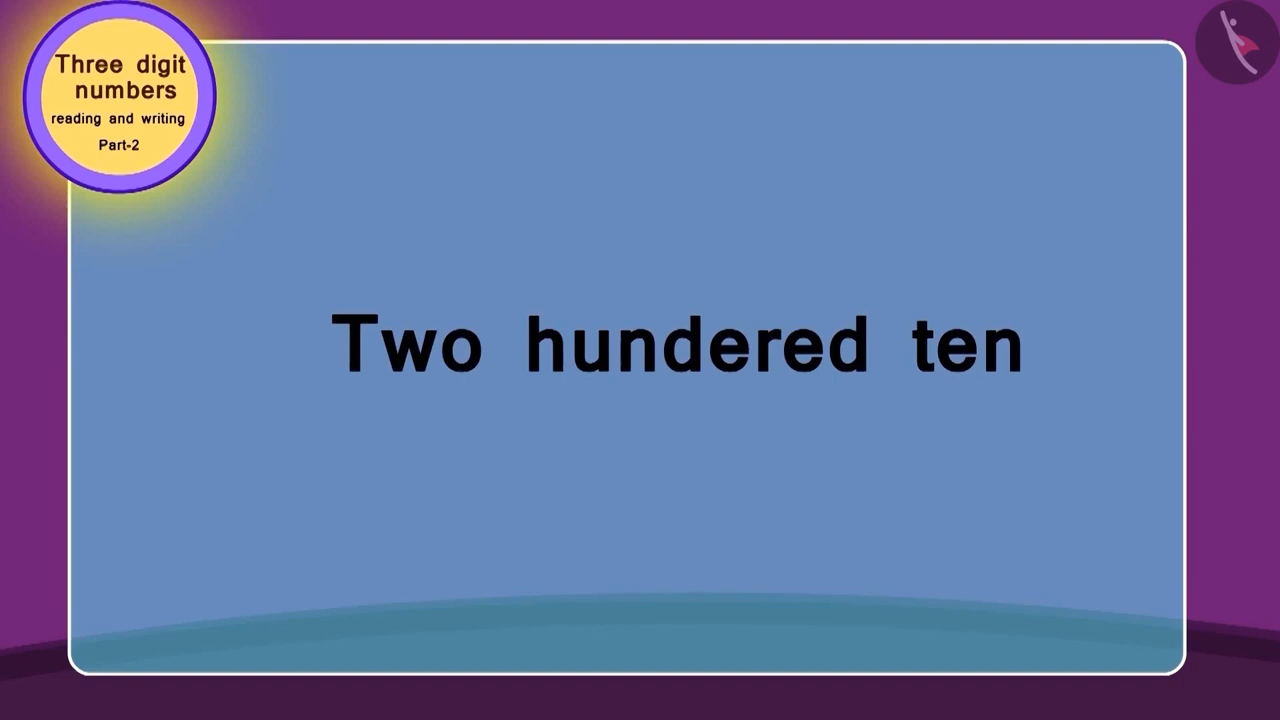 Three digit
numbers
reading and writing
Part-2
Two hundered ten